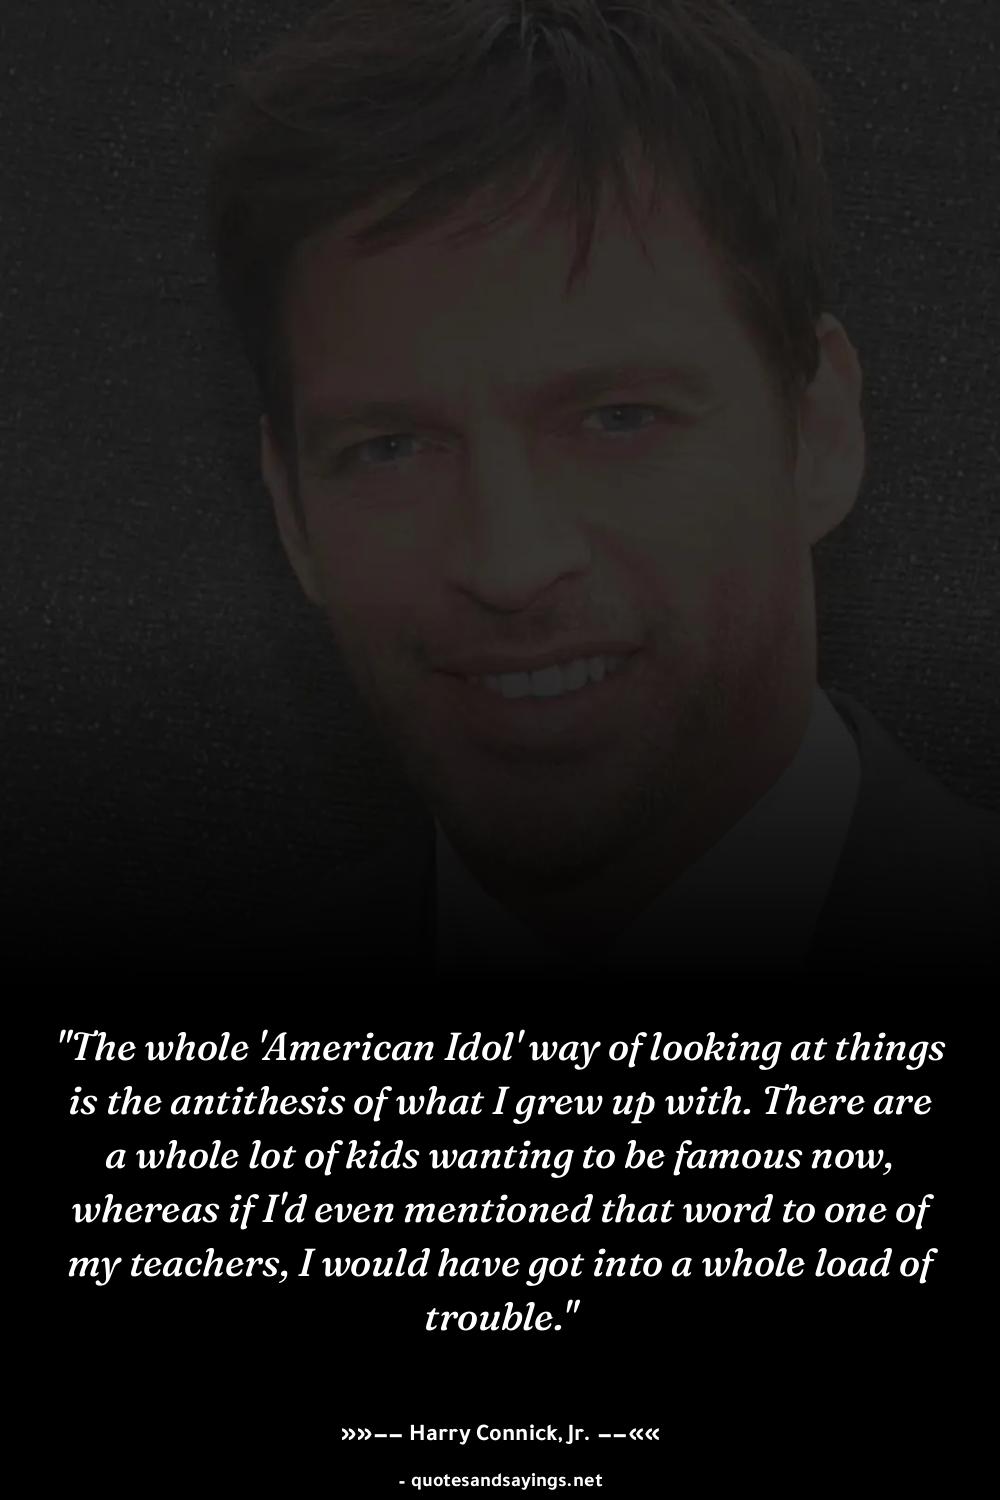 "The whole 'American Idol' way of looking at things
is the antithesis of what I grew up with. There are
a whole lot of kids wanting to be famous now,
whereas if I'd even mentioned that word to one of
my teachers, I would have got into a whole load of
trouble."
»»−− Harry Connick, Jr. −−««
- quotesandsayings.net